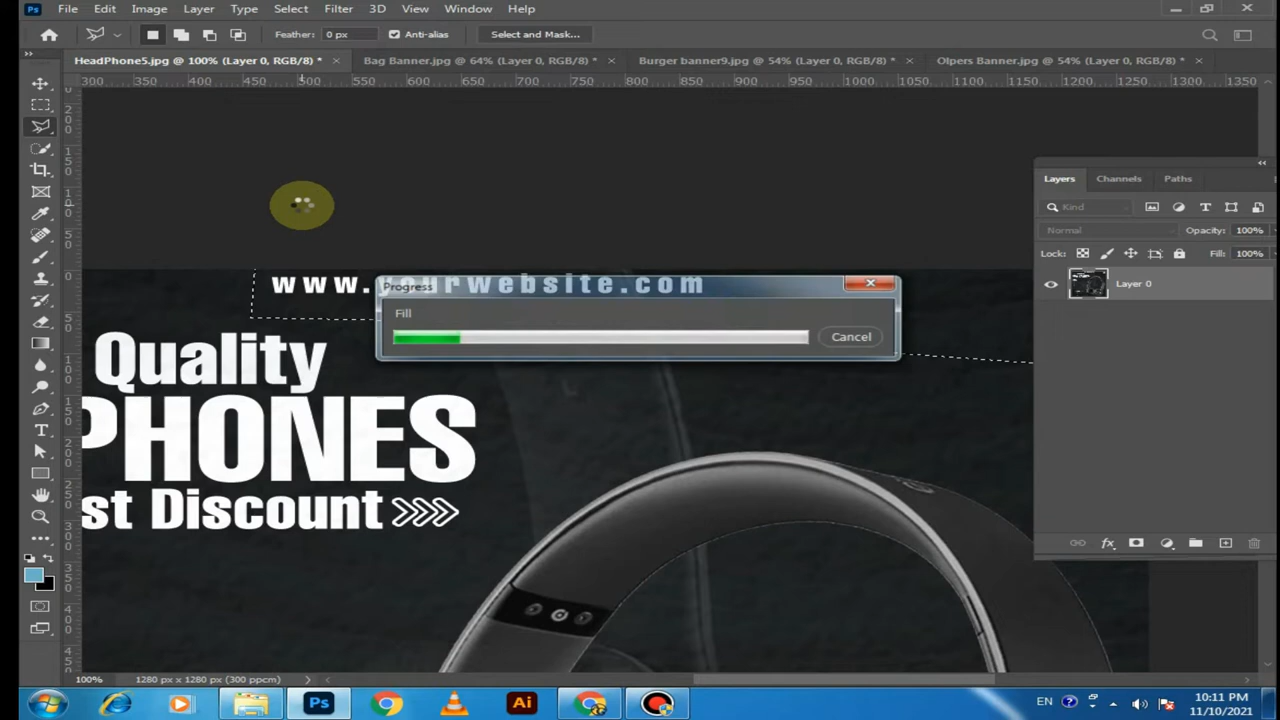 Ps File Edit Image Layer Type Select Filter 3D View Window Help
Feather: 0 px Anti-alias Select and Mask...
HeadPhone5.jpg @ 100% (Layer 0, RGB/8) * × Bag Banner.jpg @ 64% (Layer 0, RGB/8) * × Burger banner9.jpg @ 54% (Layer 0, RGB/8) * × Olpers Banner.jpg @ 54% (Layer 0, RGB/8) * ×
300 350 400 450 500 550 600 650 700 750 800 850 900 950 1000 1050 1100 1150 1200 1250 1300 1350
Layers Channels Paths
Kind
Normal Opacity: 100%
Lock: Fill: 100%
Layer 0
www.yourwebsite.com
Progress
Fill
Cancel
Quality
PHONES
st Discount
fx
100% 1280 px x 1280 px (300 ppcm)
Ps Ai EN 10:11 PM
11/10/2021